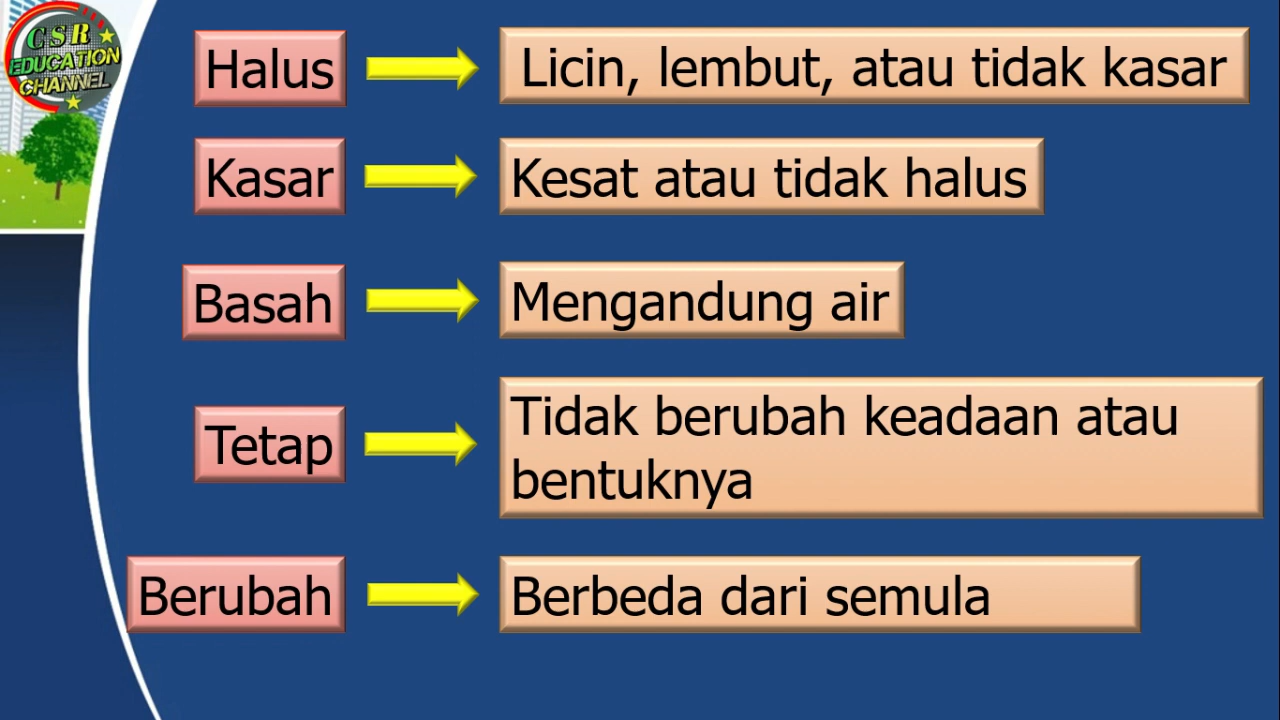 CSR
EDUCATION
CHANNEL
Halus
Licin, lembut, atau tidak kasar
Kasar
Kesat atau tidak halus
Basah
Mengandung air
Tetap
Tidak berubah keadaan atau
bentuknya
Berubah
Berbeda dari semula